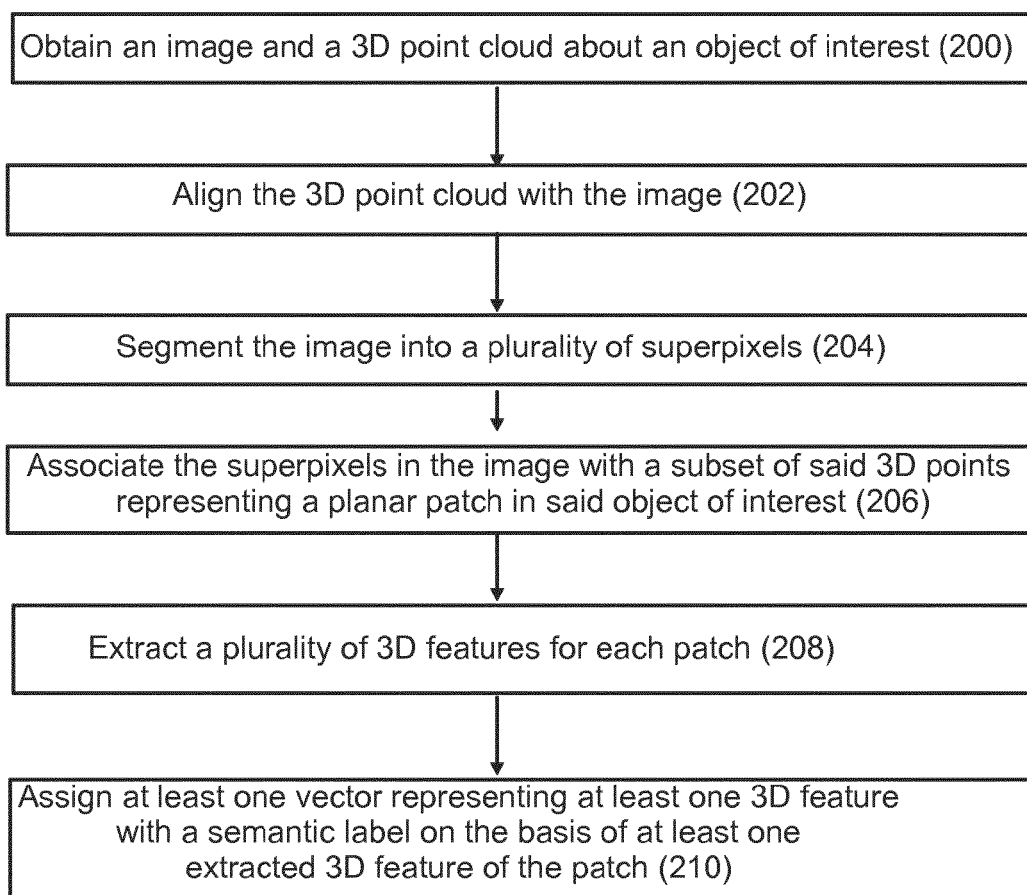 Obtain an image and a 3D point cloud about an object of interest (200)
Align the 3D point cloud with the image (202)
Segment the image into a plurality of superpixels (204)
Associate the superpixels in the image with a subset of said 3D points
representing a planar patch in said object of interest (206)
Extract a plurality of 3D features for each patch (208)
Assign at least one vector representing at least one 3D feature
with a semantic label on the basis of at least one
extracted 3D feature of the patch (210)